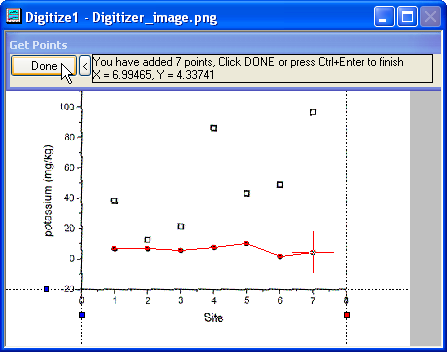 Digitize1 - Digitizer_image.png
Get Points
Done
<
You have added 7 points, Click DONE or press Ctrl+Enter to finish
X = 6.99465, Y = 4.33741
100
80
60
40
20
0
-20
potassium (mg/kg)
0 1 2 3 4 5 6 7 8
Site